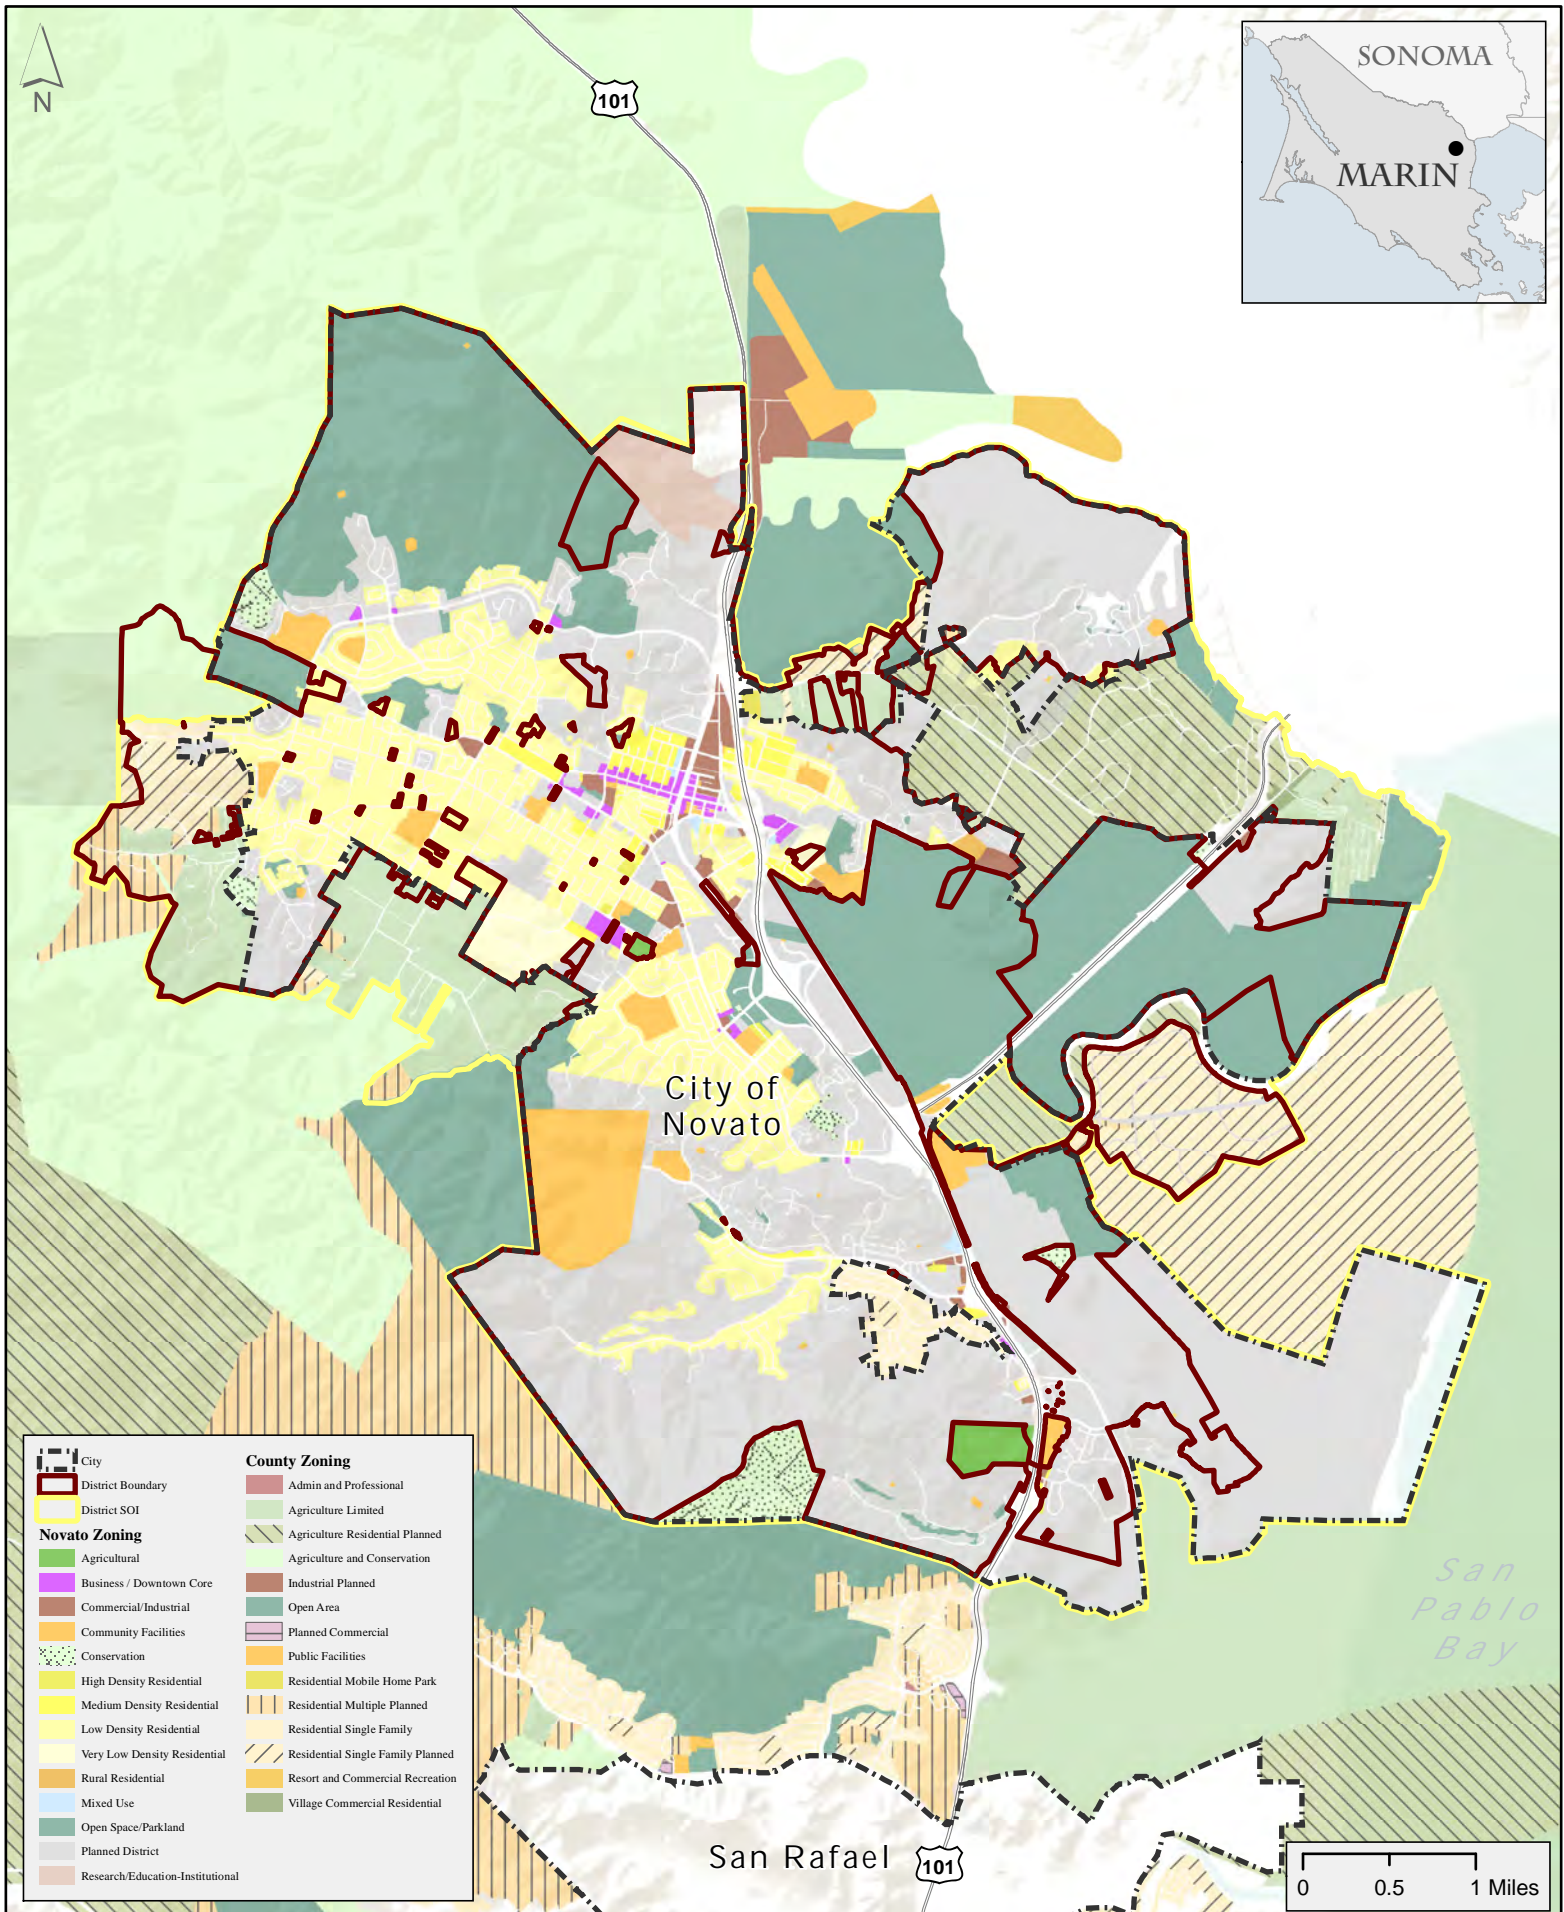 N
101
SONOMA
MARIN
City of
Novato
San
Pablo
Bay
San Rafael
101
0 0.5 1 Miles
City
District Boundary
District SOI
Novato Zoning
Agricultural
Business / Downtown Core
Commercial/Industrial
Community Facilities
Conservation
High Density Residential
Medium Density Residential
Low Density Residential
Very Low Density Residential
Rural Residential
Mixed Use
Open Space/Parkland
Planned District
Research/Education-Institutional
County Zoning
Admin and Professional
Agriculture Limited
Agriculture Residential Planned
Agriculture and Conservation
Industrial Planned
Open Area
Planned Commercial
Public Facilities
Residential Mobile Home Park
Residential Multiple Planned
Residential Single Family
Residential Single Family Planned
Resort and Commercial Recreation
Village Commercial Residential